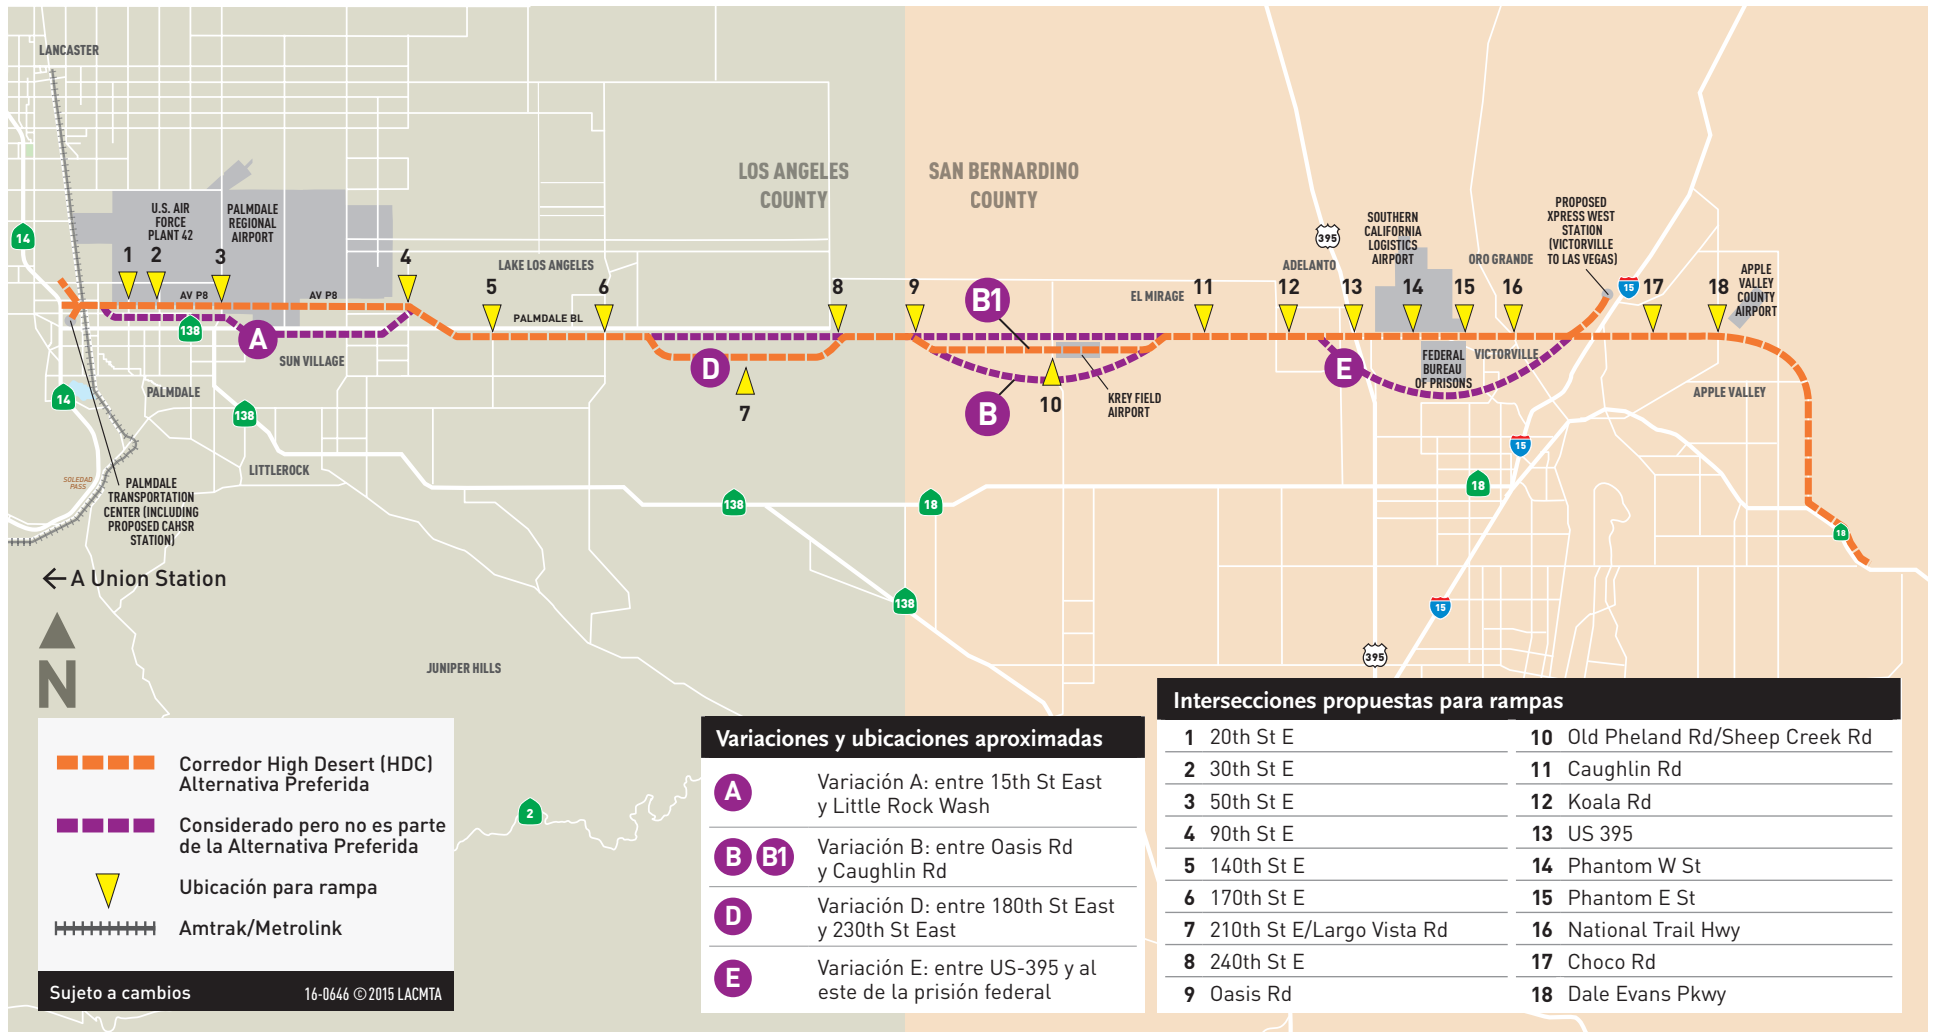 LANCASTER
LOS ANGELES
COUNTY
SAN BERNARDINO
COUNTY
U.S. AIR
FORCE
PLANT 42
PALMDALE
REGIONAL
AIRPORT
14
1
2
3
4
5
6
7
8
9
10
11
12
13
14
15
16
17
18
AV P8
AV P8
138
A
SUN VILLAGE
LAKE LOS ANGELES
PALMDALE BL
D
B1
B
EL MIRAGE
KREY FIELD
AIRPORT
395
ADELANTO
SOUTHERN
CALIFORNIA
LOGISTICS
AIRPORT
ORO GRANDE
PROPOSED
XPRESS WEST
STATION
(VICTORVILLE
TO LAS VEGAS)
15
APPLE
VALLEY
COUNTY
AIRPORT
E
FEDERAL
BUREAU
OF PRISONS
VICTORVILLE
APPLE VALLEY
14
PALMDALE
138
LITTLEROCK
SOLEDAD
PASS
PALMDALE
TRANSPORTATION
CENTER (INCLUDING
PROPOSED CAHSR
STATION)
138
18
18
15
18
138
15
395
A Union Station
N
JUNIPER HILLS
2
Corredor High Desert (HDC)
Alternativa Preferida
Considerado pero no es parte
de la Alternativa Preferida
Ubicación para rampa
Amtrak/Metrolink
Sujeto a cambios
16-0646 ©2015 LACMTA
Variaciones y ubicaciones aproximadas
A Variación A: entre 15th St East
y Little Rock Wash
B B1 Variación B: entre Oasis Rd
y Caughlin Rd
D Variación D: entre 180th St East
y 230th St East
E Variación E: entre US-395 y al
este de la prisión federal
Intersecciones propuestas para rampas
1 20th St E
2 30th St E
3 50th St E
4 90th St E
5 140th St E
6 170th St E
7 210th St E/Largo Vista Rd
8 240th St E
9 Oasis Rd
10 Old Pheland Rd/Sheep Creek Rd
11 Caughlin Rd
12 Koala Rd
13 US 395
14 Phantom W St
15 Phantom E St
16 National Trail Hwy
17 Choco Rd
18 Dale Evans Pkwy